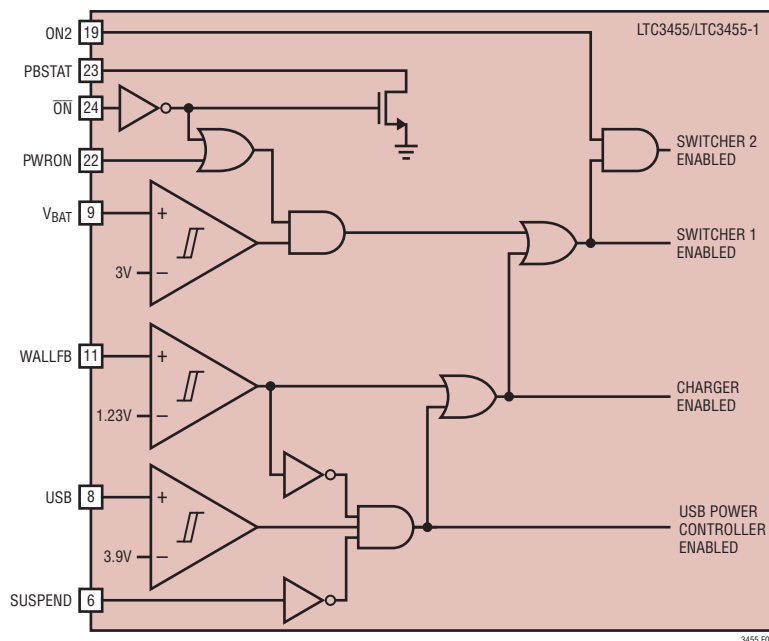 LTC3455/LTC3455-1
ON2 19
PBSTAT 23
ON 24
PWRON 22
VBAT 9
+
3V −
WALLFB 11
+
1.23V −
USB 8
+
3.9V −
SUSPEND 6
SWITCHER 2
ENABLED
SWITCHER 1
ENABLED
CHARGER
ENABLED
USB POWER
CONTROLLER
ENABLED